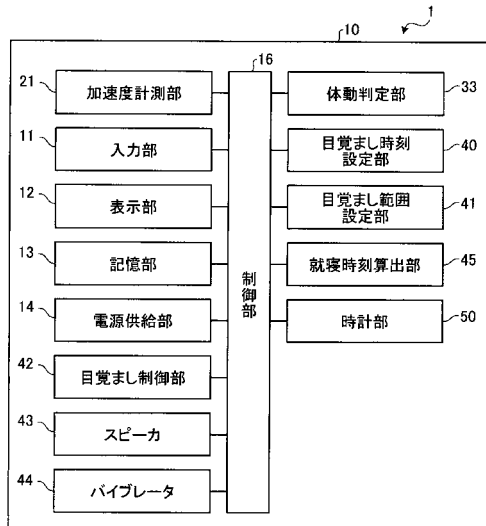 1
10
16
21
加速度計測部
体動判定部
33
11
入力部
目覚まし時刻
設定部
40
12
表示部
目覚まし範囲
設定部
41
13
記憶部
就寝時刻算出部
45
制御部
14
電源供給部
時計部
50
42
目覚まし制御部
43
スピーカ
44
バイブレータ